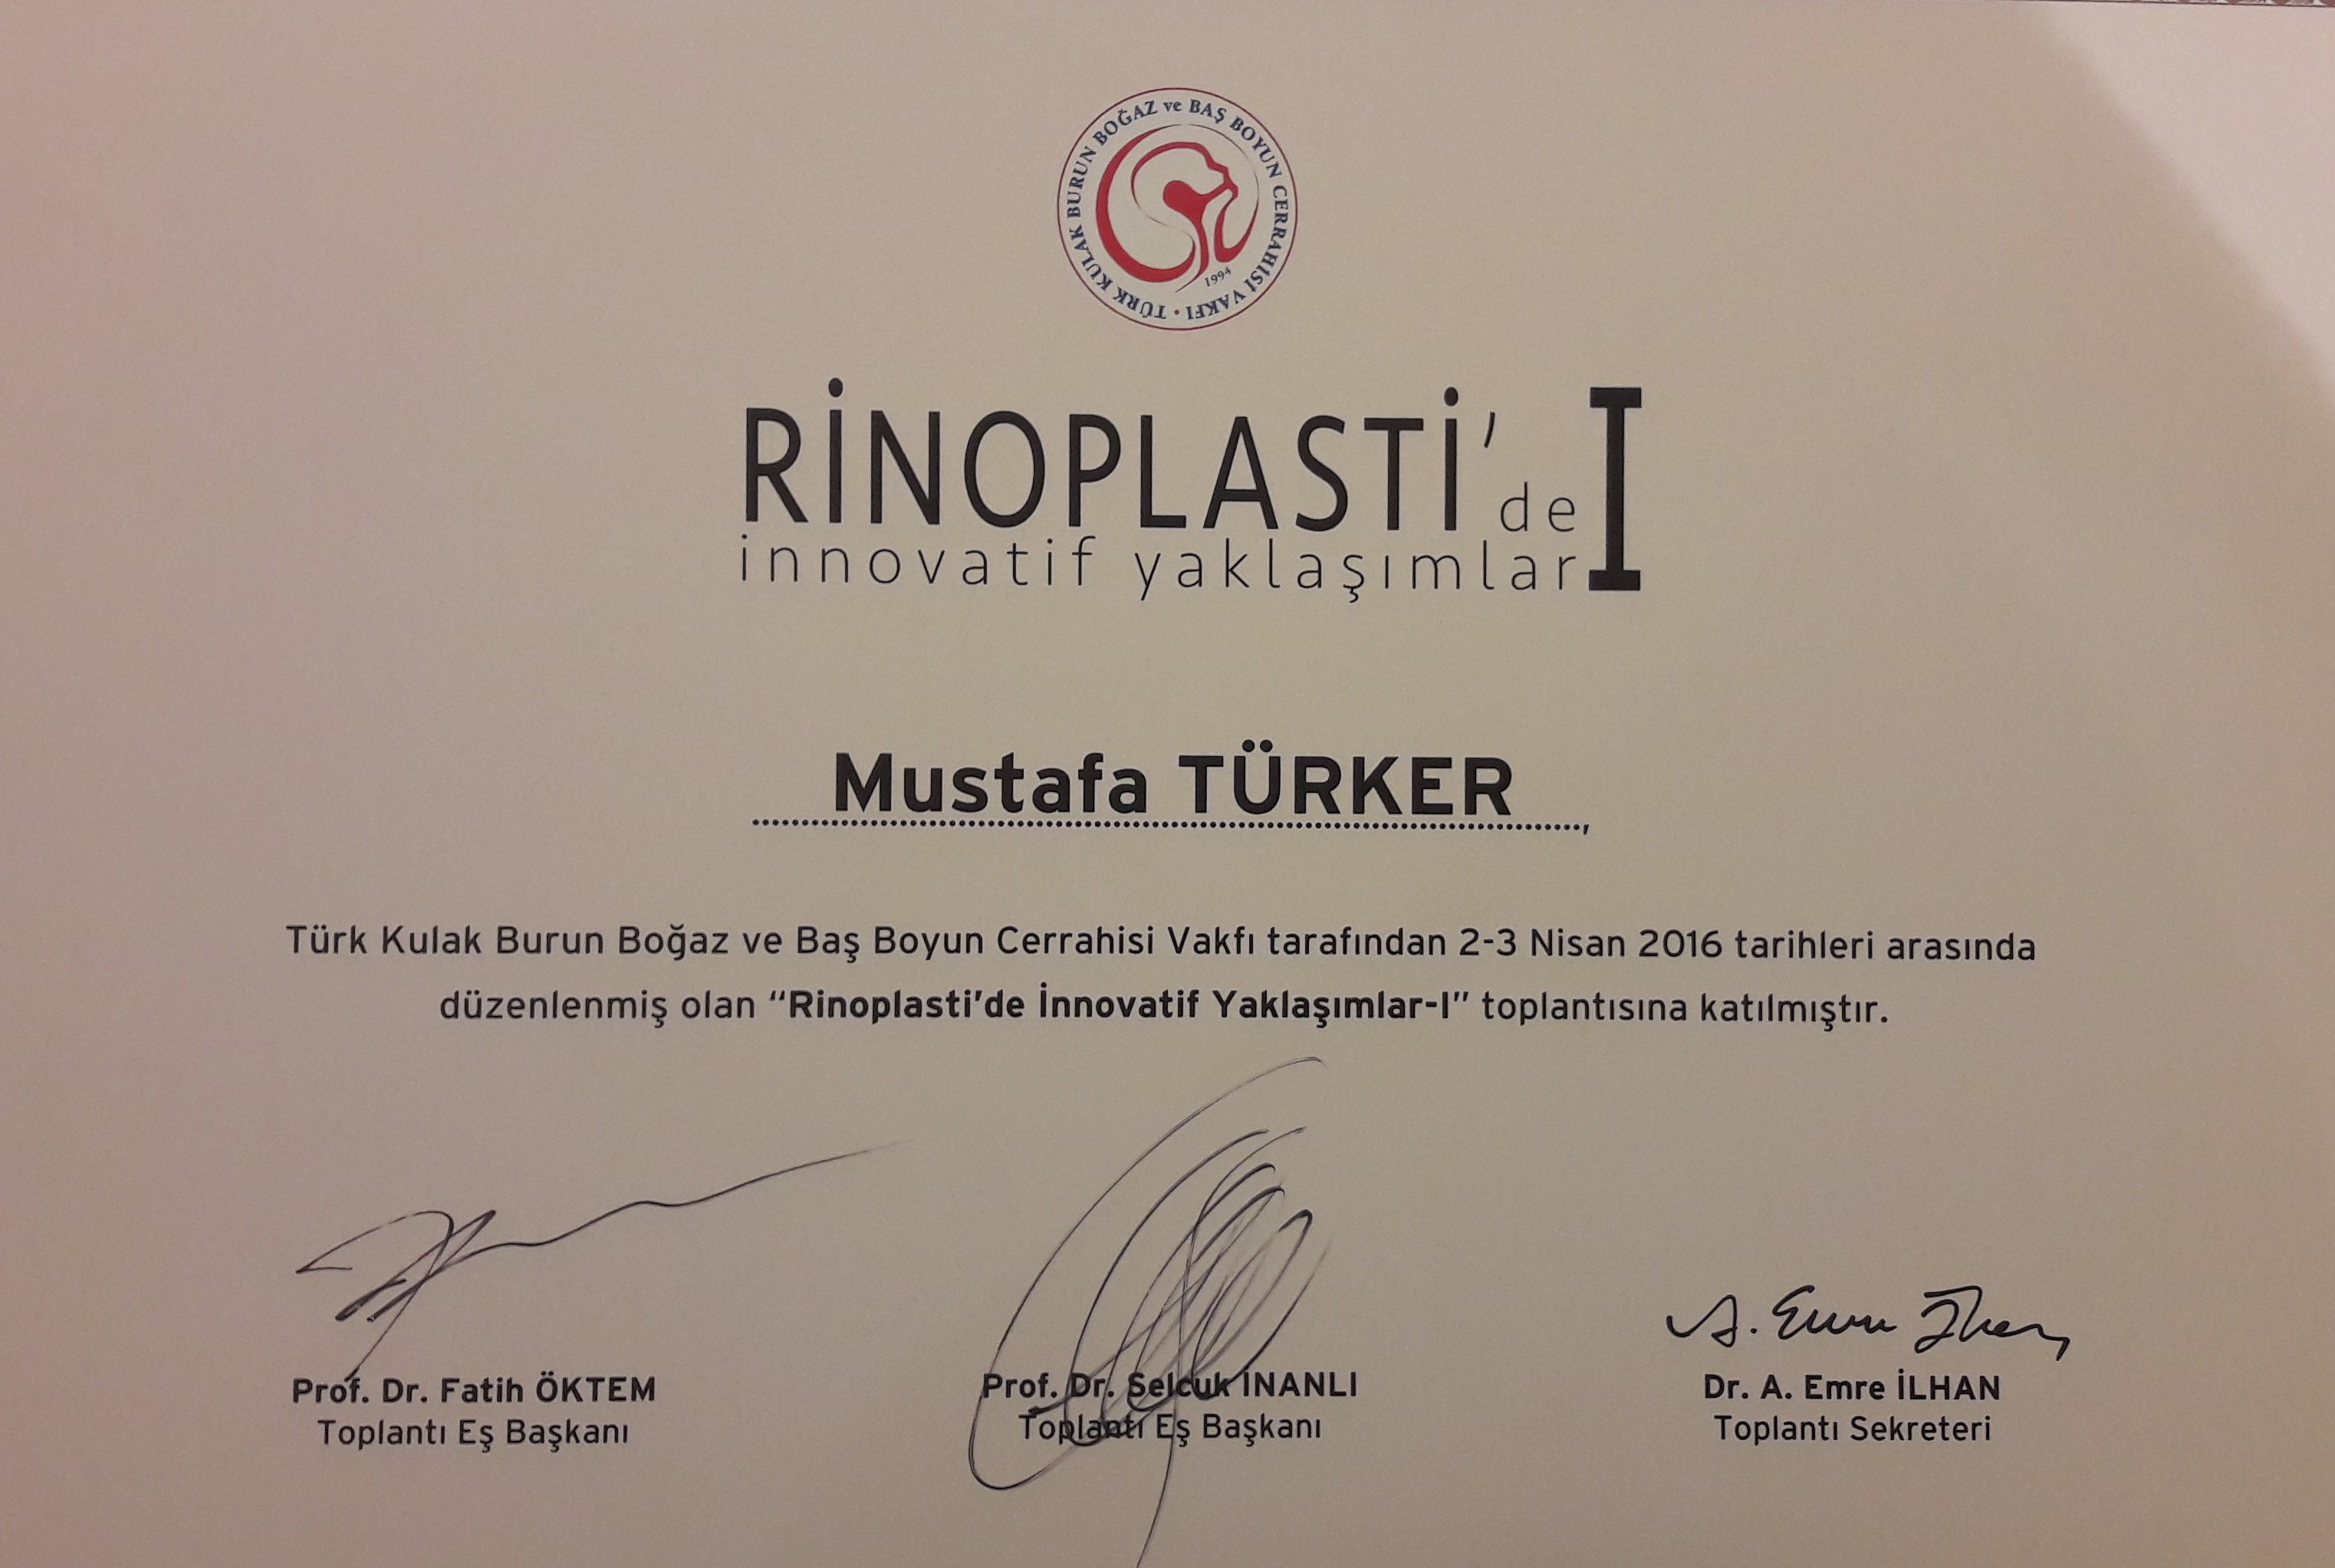 TÜRK KULAK BURUN BOĞAZ ve BAŞ BOYUN CERRAHİSİ VAKFI •
1994
RİNOPLASTİ'de I
innovatif yaklaşımlar
Mustafa TÜRKER
Türk Kulak Burun Boğaz ve Baş Boyun Cerrahisi Vakfı tarafından 2-3 Nisan 2016 tarihleri arasında
düzenlenmiş olan “Rinoplasti'de İnnovatif Yaklaşımlar-I” toplantısına katılmıştır.
A. Emre İlhan
Prof. Dr. Fatih ÖKTEM
Toplantı Eş Başkanı
Prof. Dr. Selcuk İNANLI
Toplantı Eş Başkanı
Dr. A. Emre İLHAN
Toplantı Sekreteri